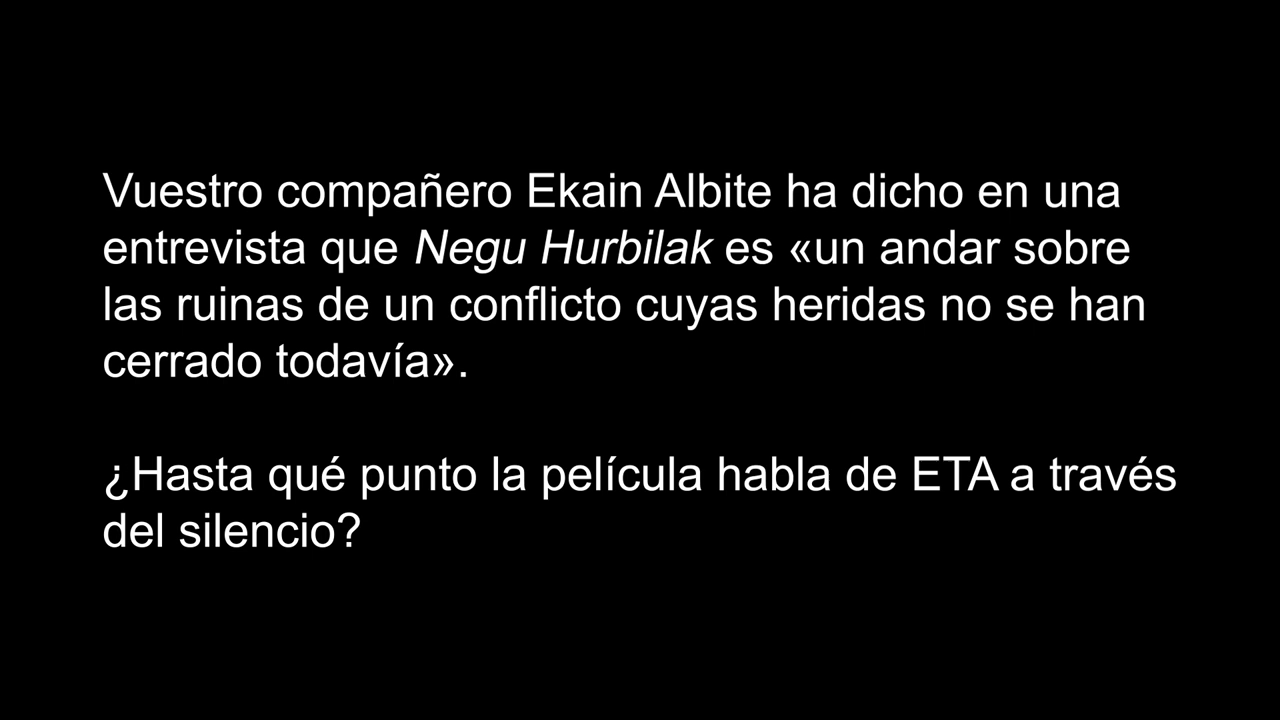 Vuestro compañero Ekain Albite ha dicho en una
entrevista que Negu Hurbilak es «un andar sobre
las ruinas de un conflicto cuyas heridas no se han
cerrado todavía».
¿Hasta qué punto la película habla de ETA a través
del silencio?